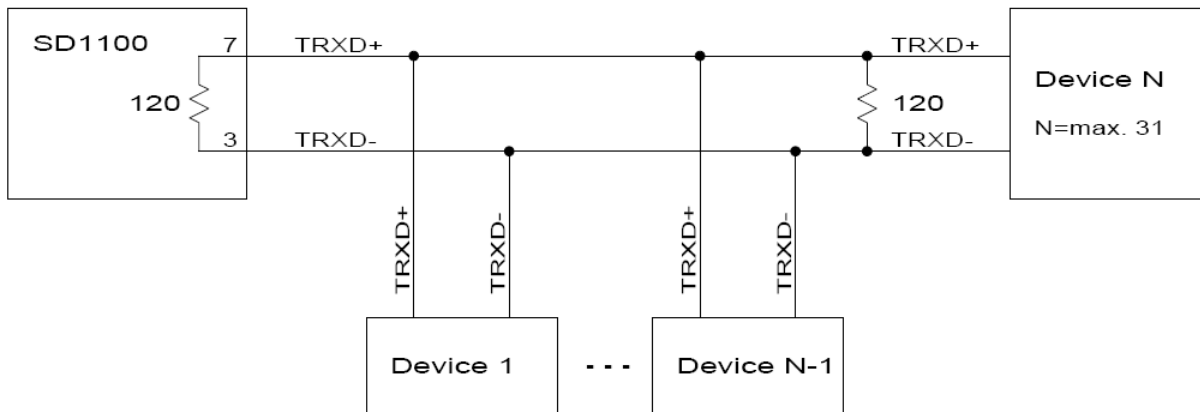 SD1100
7
TRXD+
TRXD+
120
120
Device N
N=max. 31
3
TRXD-
TRXD-
TRXD+
TRXD-
TRXD+
TRXD-
Device 1
- - -
Device N-1